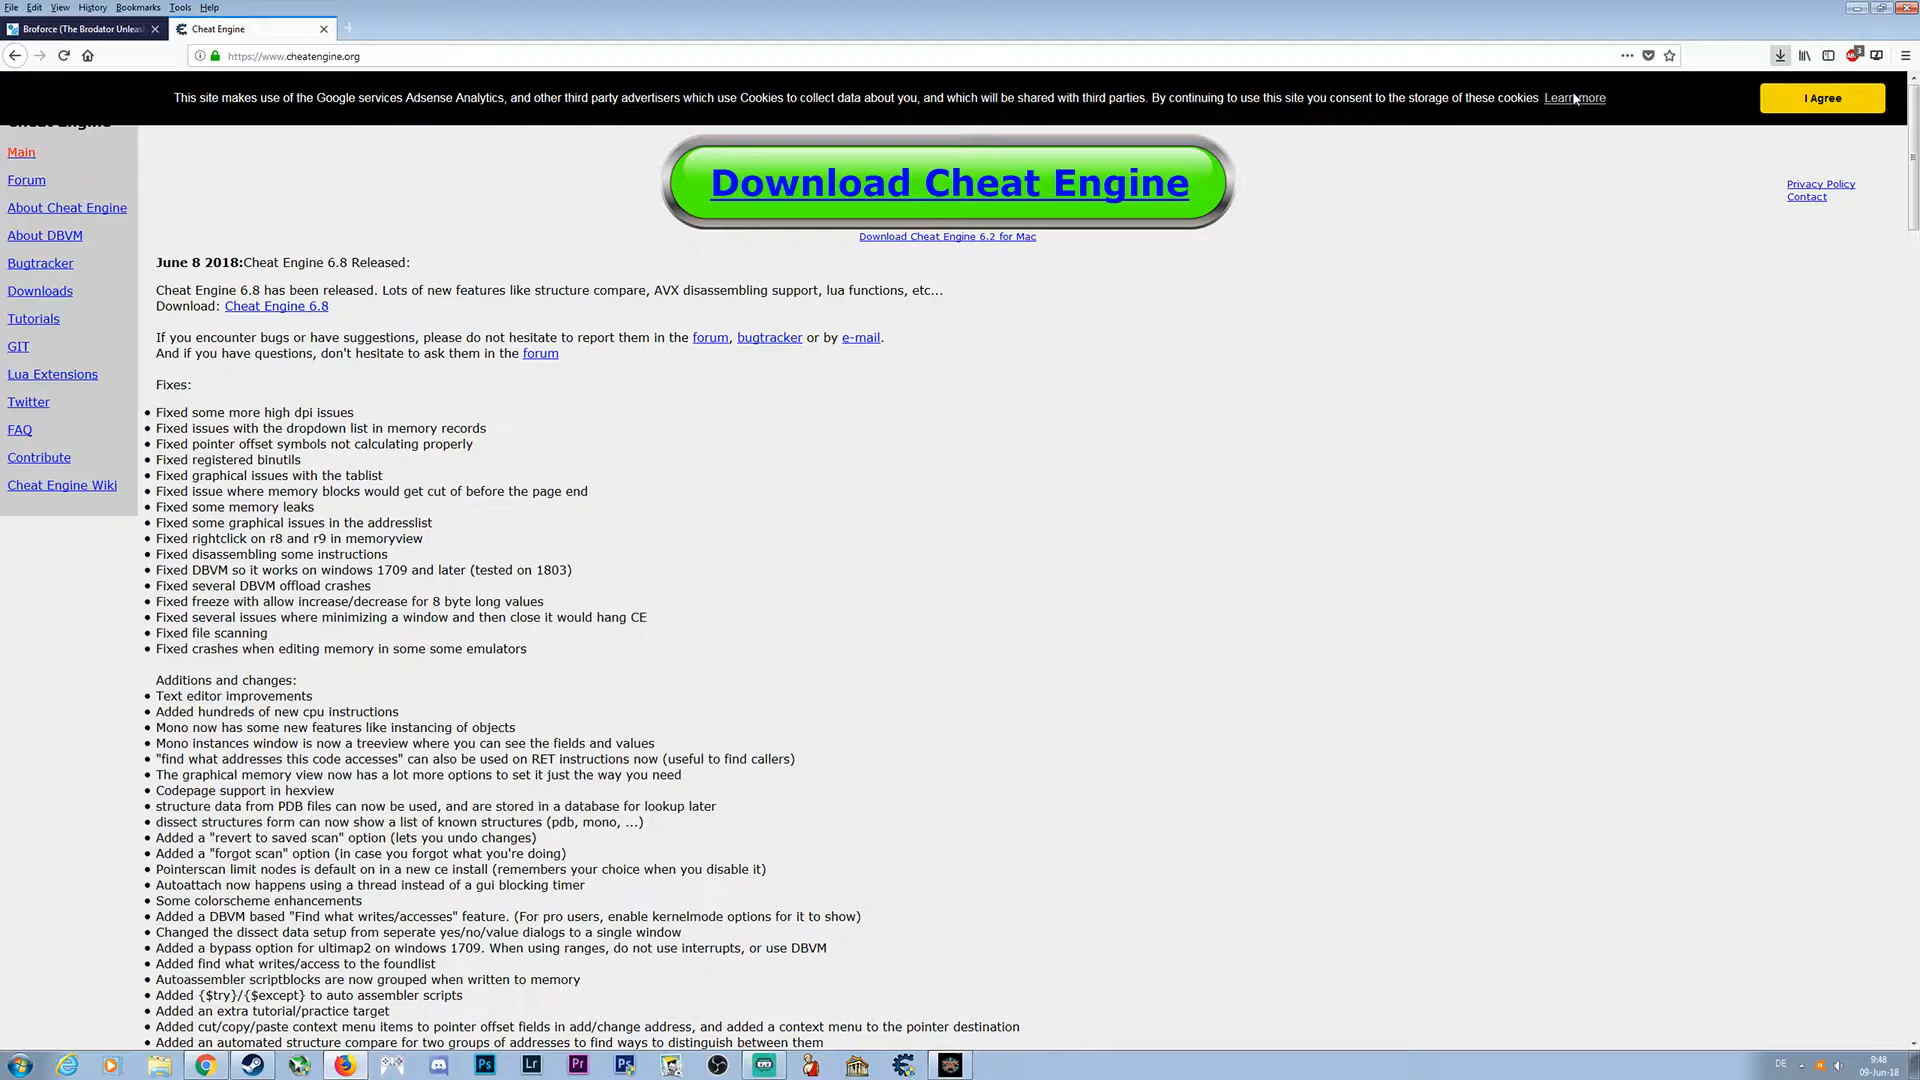 File Edit View History Bookmarks Tools Help
Broforce (The Brodator Unleas
Cheat Engine
https://www.cheatengine.org
This site makes use of the Google services Adsense Analytics, and other third party advertisers which use Cookies to collect data about you, and which will be shared with third parties. By continuing to use this site you consent to the storage of these cookies Learn more
I Agree
Cheat Engine
Main
Forum
About Cheat Engine
About DBVM
Bugtracker
Downloads
Tutorials
GIT
Lua Extensions
Twitter
FAQ
Contribute
Cheat Engine Wiki
Download Cheat Engine
Download Cheat Engine 6.2 for Mac
Privacy Policy
Contact
June 8 2018:Cheat Engine 6.8 Released:
Cheat Engine 6.8 has been released. Lots of new features like structure compare, AVX disassembling support, lua functions, etc...
Download: Cheat Engine 6.8
If you encounter bugs or have suggestions, please do not hesitate to report them in the forum, bugtracker or by e-mail.
And if you have questions, don't hesitate to ask them in the forum
Fixes:
• Fixed some more high dpi issues
• Fixed issues with the dropdown list in memory records
• Fixed pointer offset symbols not calculating properly
• Fixed registered binutils
• Fixed graphical issues with the tablist
• Fixed issue where memory blocks would get cut of before the page end
• Fixed some memory leaks
• Fixed some graphical issues in the addresslist
• Fixed rightclick on r8 and r9 in memoryview
• Fixed disassembling some instructions
• Fixed DBVM so it works on windows 1709 and later (tested on 1803)
• Fixed several DBVM offload crashes
• Fixed freeze with allow increase/decrease for 8 byte long values
• Fixed several issues where minimizing a window and then close it would hang CE
• Fixed file scanning
• Fixed crashes when editing memory in some some emulators
Additions and changes:
• Text editor improvements
• Added hundreds of new cpu instructions
• Mono now has some new features like instancing of objects
• Mono instances window is now a treeview where you can see the fields and values
• "find what addresses this code accesses" can also be used on RET instructions now (useful to find callers)
• The graphical memory view now has a lot more options to set it just the way you need
• Codepage support in hexview
• structure data from PDB files can now be used, and are stored in a database for lookup later
• dissect structures form can now show a list of known structures (pdb, mono, ...)
• Added a "revert to saved scan" option (lets you undo changes)
• Added a "forgot scan" option (in case you forgot what you're doing)
• Pointerscan limit nodes is default on in a new ce install (remembers your choice when you disable it)
• Autoattach now happens using a thread instead of a gui blocking timer
• Some colorscheme enhancements
• Added a DBVM based "Find what writes/accesses" feature. (For pro users, enable kernelmode options for it to show)
• Changed the dissect data setup from seperate yes/no/value dialogs to a single window
• Added a bypass option for ultimap2 on windows 1709. When using ranges, do not use interrupts, or use DBVM
• Added find what writes/access to the foundlist
• Autoassembler scriptblocks are now grouped when written to memory
• Added {$try}/{$except} to auto assembler scripts
• Added an extra tutorial/practice target
• Added cut/copy/paste context menu items to pointer offset fields in add/change address, and added a context menu to the pointer destination
• Added an automated structure compare for two groups of addresses to find ways to distinguish between them
Ps
Lr
Pr
DE
9:48
09-Jun-18